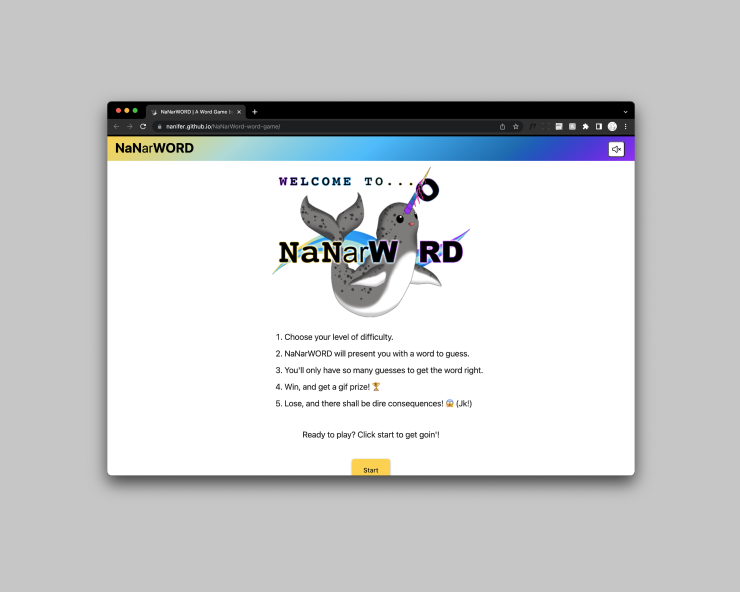 NaNarWORD | A Word Game b
nanifer.github.io/NaNarWord-word-game/
NaNarWORD
WELCOME TO...
NaNarWORD
1. Choose your level of difficulty.
2. NaNarWORD will present you with a word to guess.
3. You'll only have so many guesses to get the word right.
4. Win, and get a gif prize! 🏆
5. Lose, and there shall be dire consequences! 😱 (Jk!)
Ready to play? Click start to get goin'!
Start